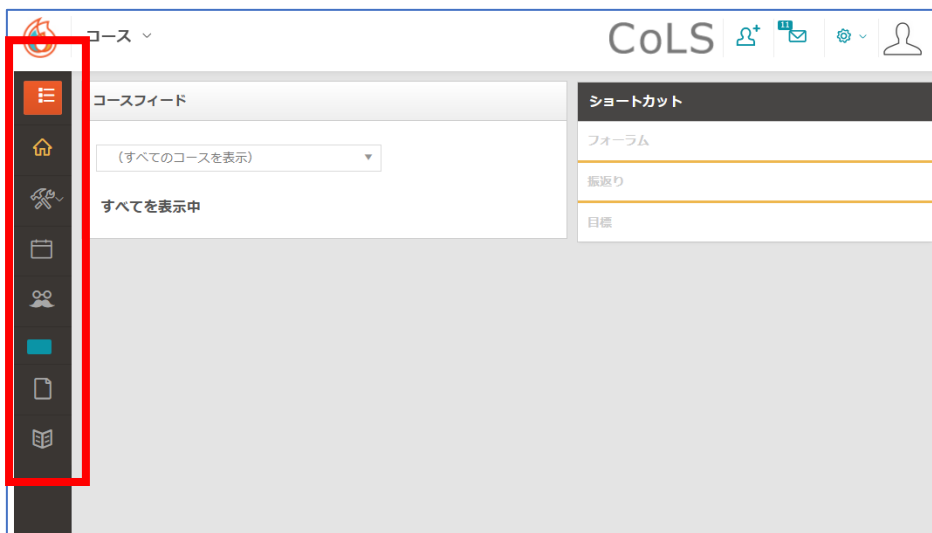 コース
CoLS
11
コースフィード
(すべてのコースを表示)
すべてを表示中
ショートカット
フォーラム
振返り
目標